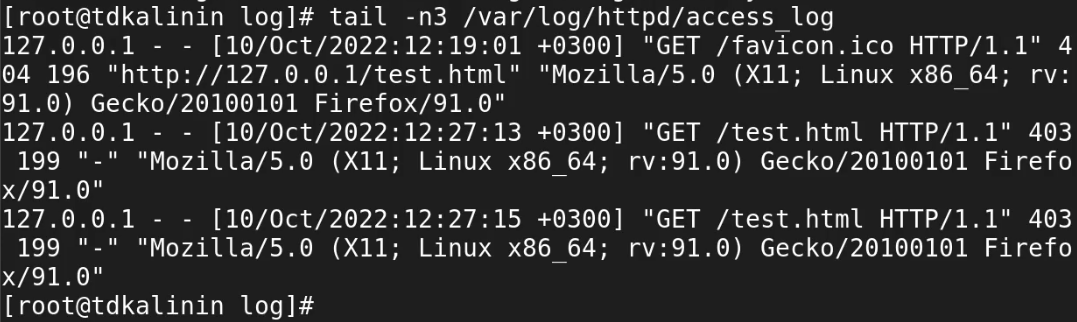 [root@tdkalinin log]# tail -n3 /var/log/httpd/access_log
127.0.0.1 - - [10/Oct/2022:12:19:01 +0300] "GET /favicon.ico HTTP/1.1" 4
04 196 "http://127.0.0.1/test.html" "Mozilla/5.0 (X11; Linux x86_64; rv:
91.0) Gecko/20100101 Firefox/91.0"
127.0.0.1 - - [10/Oct/2022:12:27:13 +0300] "GET /test.html HTTP/1.1" 403
 199 "-" "Mozilla/5.0 (X11; Linux x86_64; rv:91.0) Gecko/20100101 Firefo
x/91.0"
127.0.0.1 - - [10/Oct/2022:12:27:15 +0300] "GET /test.html HTTP/1.1" 403
 199 "-" "Mozilla/5.0 (X11; Linux x86_64; rv:91.0) Gecko/20100101 Firefo
x/91.0"
[root@tdkalinin log]#